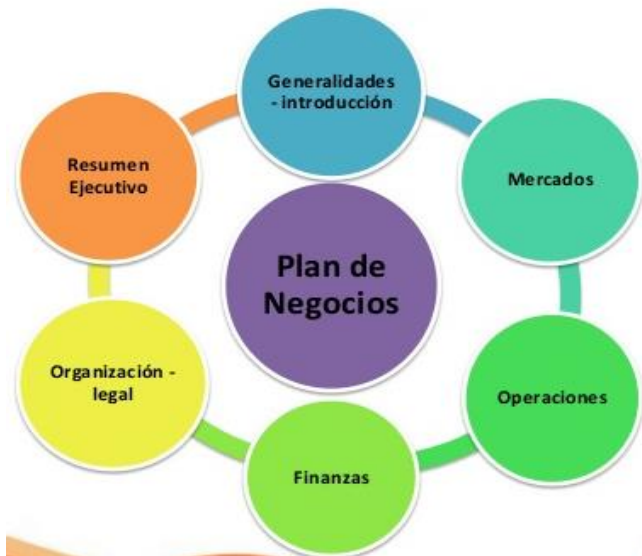 Generalidades
- introducción
Mercados
Operaciones
Finanzas
Organización -
legal
Resumen
Ejecutivo
Plan de
Negocios